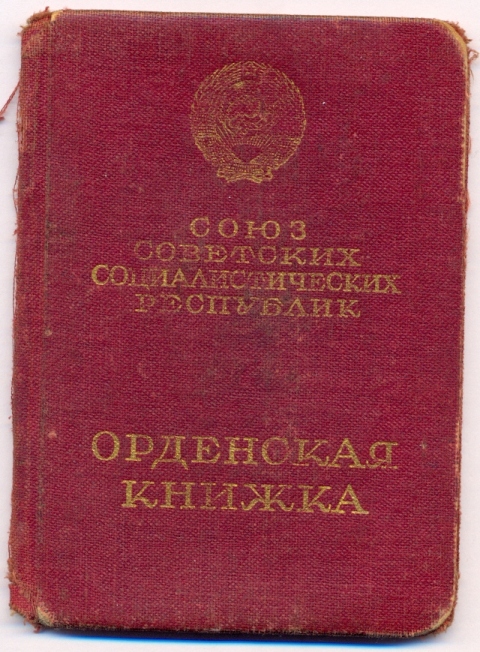 СОЮЗ
СОВЕТСКИХ
СОЦИАЛИСТИЧЕСКИХ
РЕСПУБЛИК
ОРДЕНСКАЯ
КНИЖКА